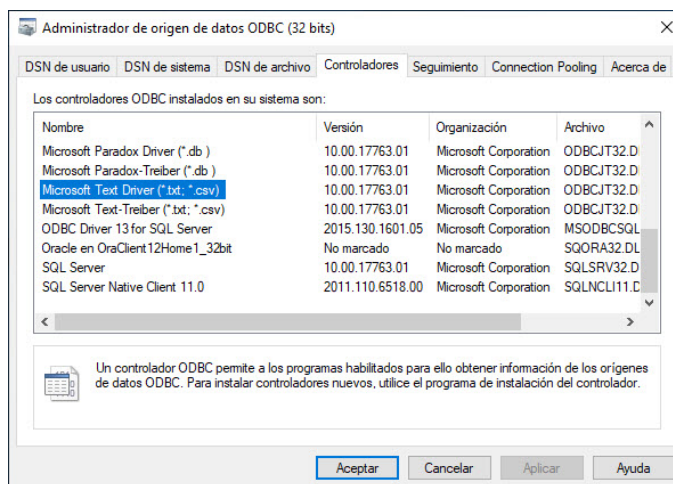 Administrador de origen de datos ODBC (32 bits)
DSN de usuario DSN de sistema DSN de archivo Controladores Seguimiento Connection Pooling Acerca de
Los controladores ODBC instalados en su sistema son:
Nombre Versión Organización Archivo
Microsoft Paradox Driver (*.db ) 10.00.17763.01 Microsoft Corporation ODBCJT32.D
Microsoft Paradox-Treiber (*.db ) 10.00.17763.01 Microsoft Corporation ODBCJT32.D
Microsoft Text Driver (*.txt; *.csv) 10.00.17763.01 Microsoft Corporation ODBCJT32.D
Microsoft Text-Treiber (*.txt; *.csv) 10.00.17763.01 Microsoft Corporation ODBCJT32.D
ODBC Driver 13 for SQL Server 2015.130.1601.05 Microsoft Corporation MSODBCSQL
Oracle en OraClient12Home1_32bit No marcado No marcado SQORA32.DL
SQL Server 10.00.17763.01 Microsoft Corporation SQLSRV32.D
SQL Server Native Client 11.0 2011.110.6518.00 Microsoft Corporation SQLNCLI11.D
Un controlador ODBC permite a los programas habilitados para ello obtener información de los orígenes
de datos ODBC. Para instalar controladores nuevos, utilice el programa de instalación del controlador.
Aceptar Cancelar Aplicar Ayuda